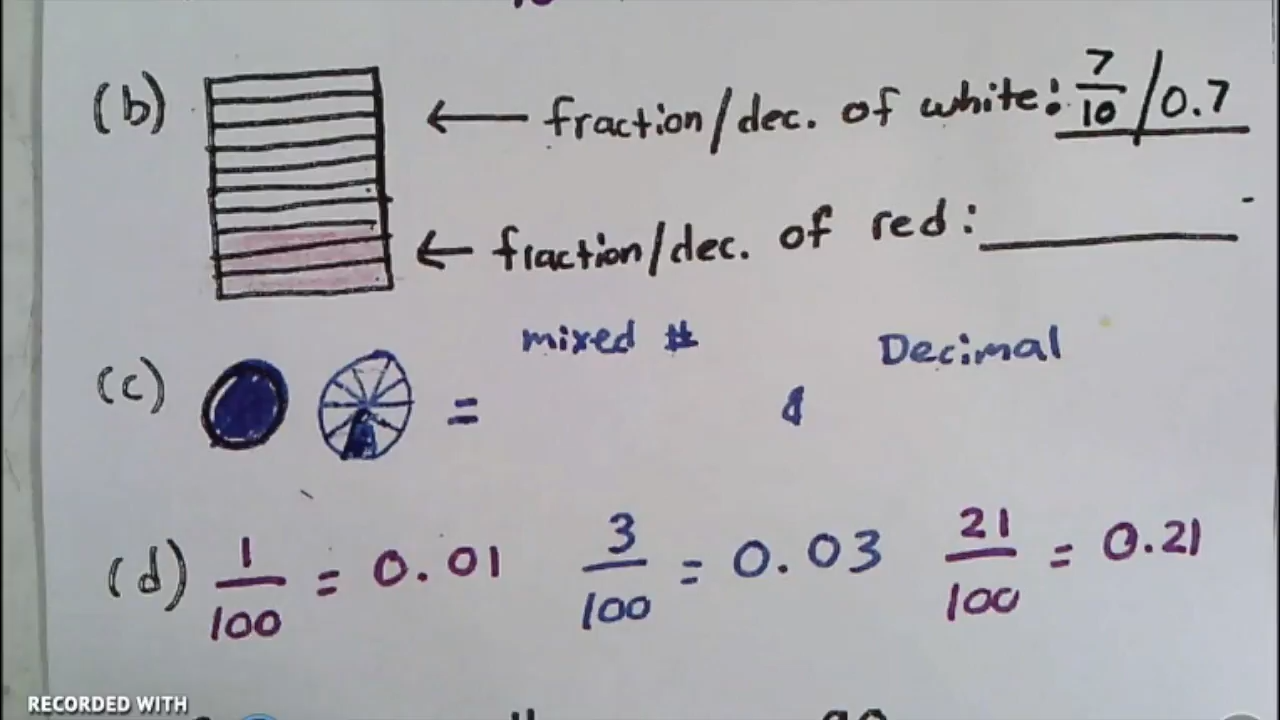 (b) ← fraction/dec. of white: 7/10 / 0.7
← fraction/dec. of red:
mixed # Decimal
(c) = &
(d) 1/100 = 0.01 3/100 = 0.03 21/100 = 0.21
RECORDED WITH